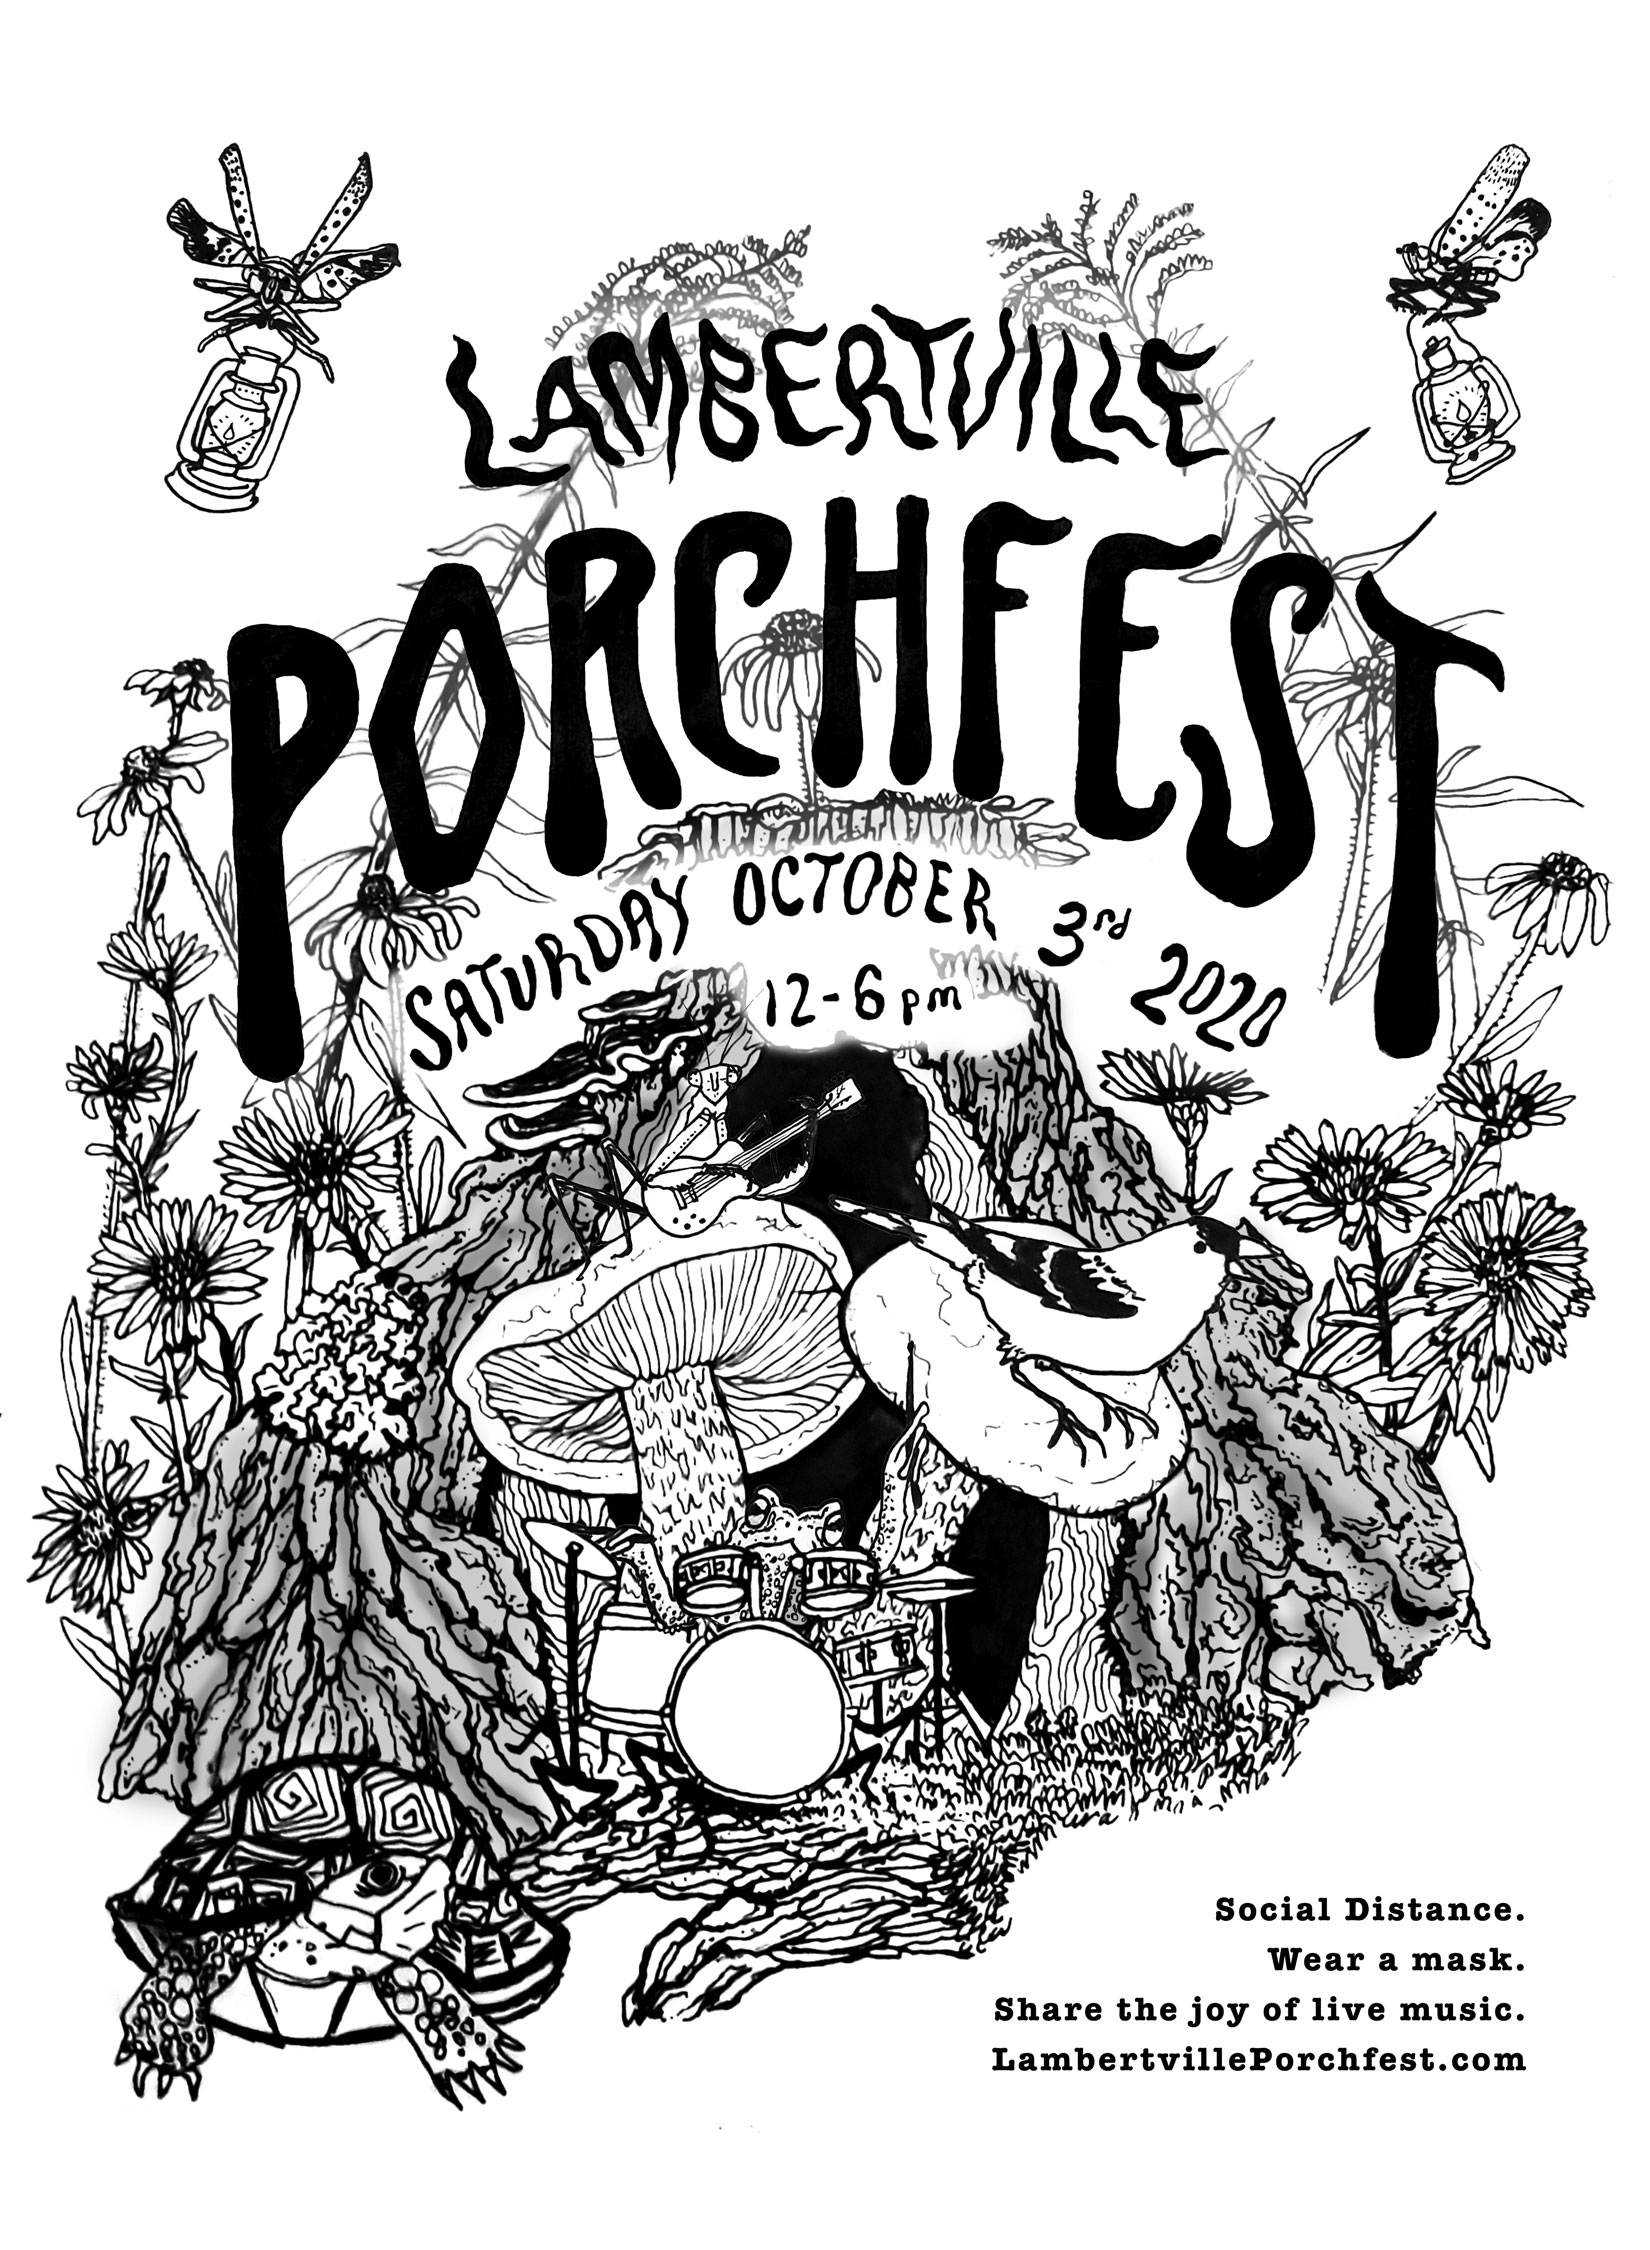 LAMBERTVILLE
PORCHFEST
SATURDAY OCTOBER 3rd 2020
12-6 pm
Social Distance.
Wear a mask.
Share the joy of live music.
LambertvillePorchfest.com